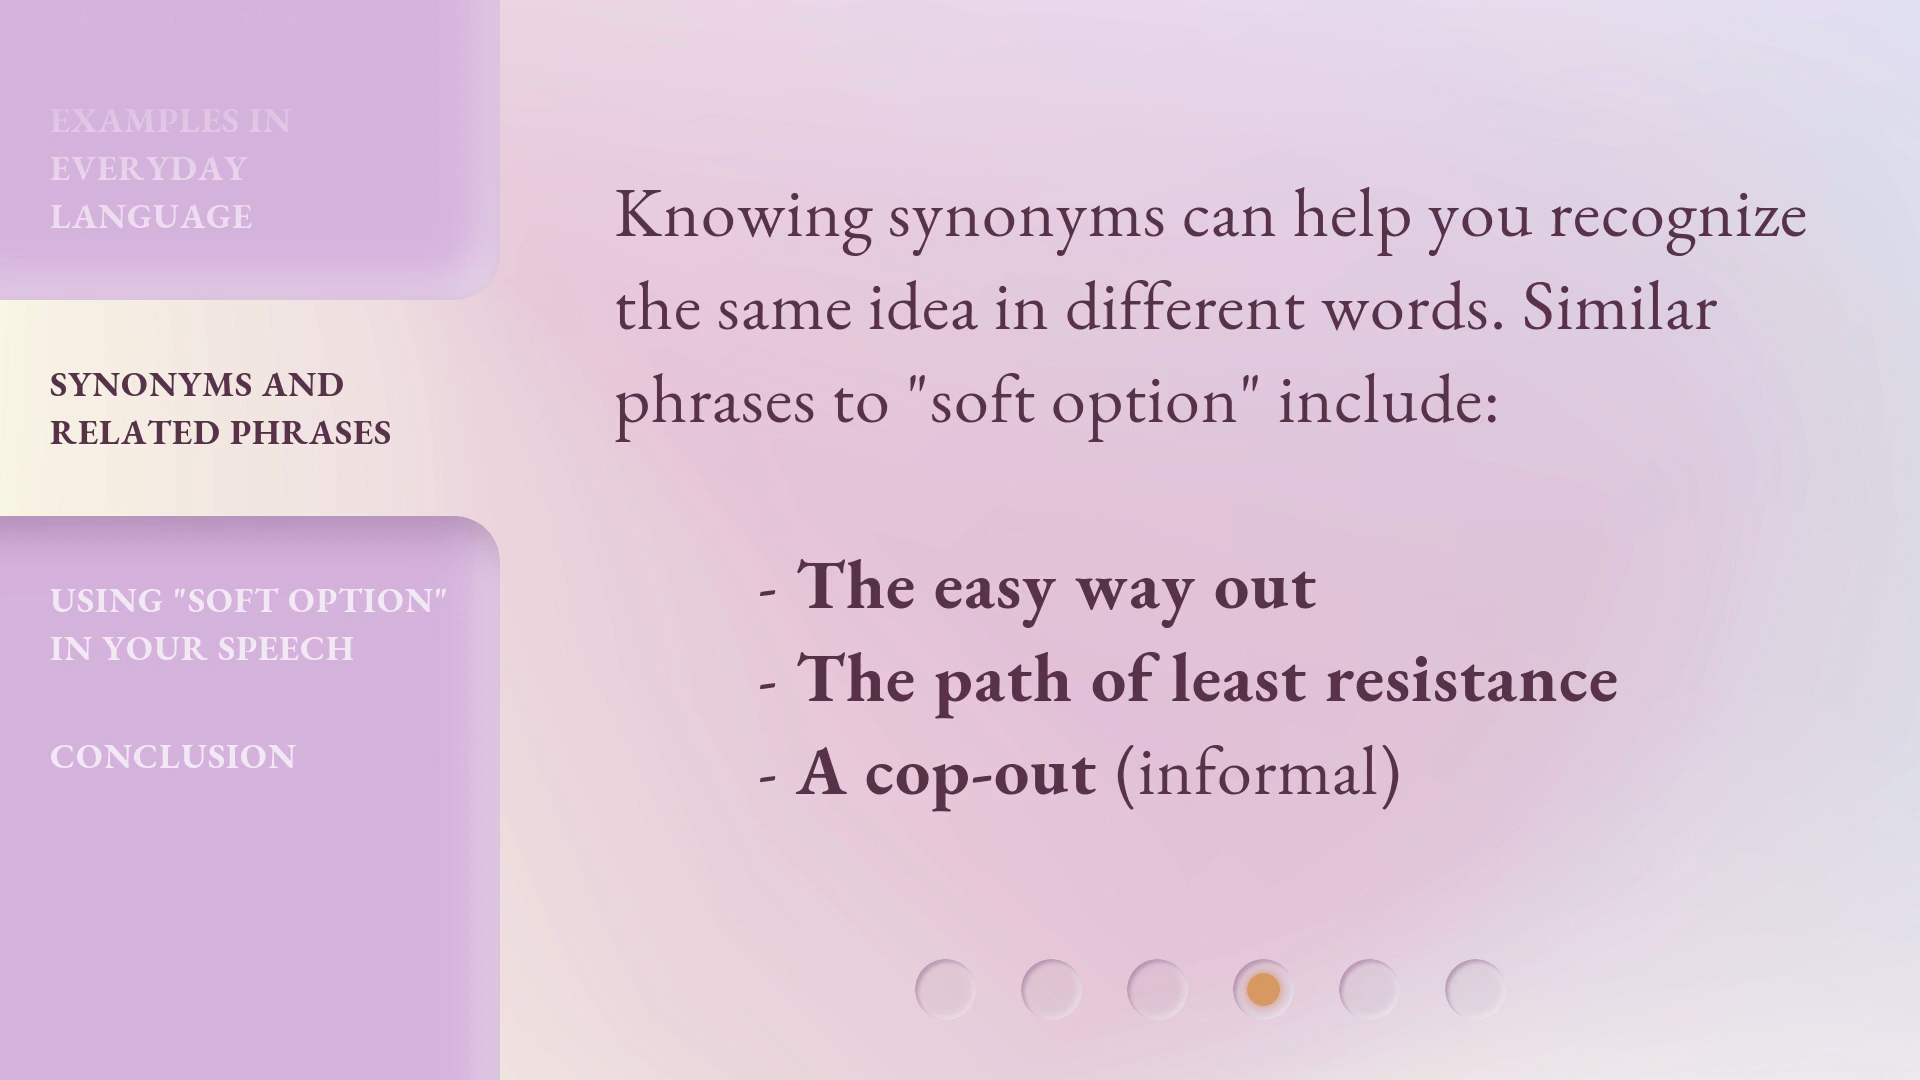 EXAMPLES IN
EVERYDAY
LANGUAGE
SYNONYMS AND
RELATED PHRASES
USING "SOFT OPTION"
IN YOUR SPEECH
CONCLUSION
Knowing synonyms can help you recognize
the same idea in different words. Similar
phrases to "soft option" include:
- The easy way out
- The path of least resistance
- A cop-out (informal)